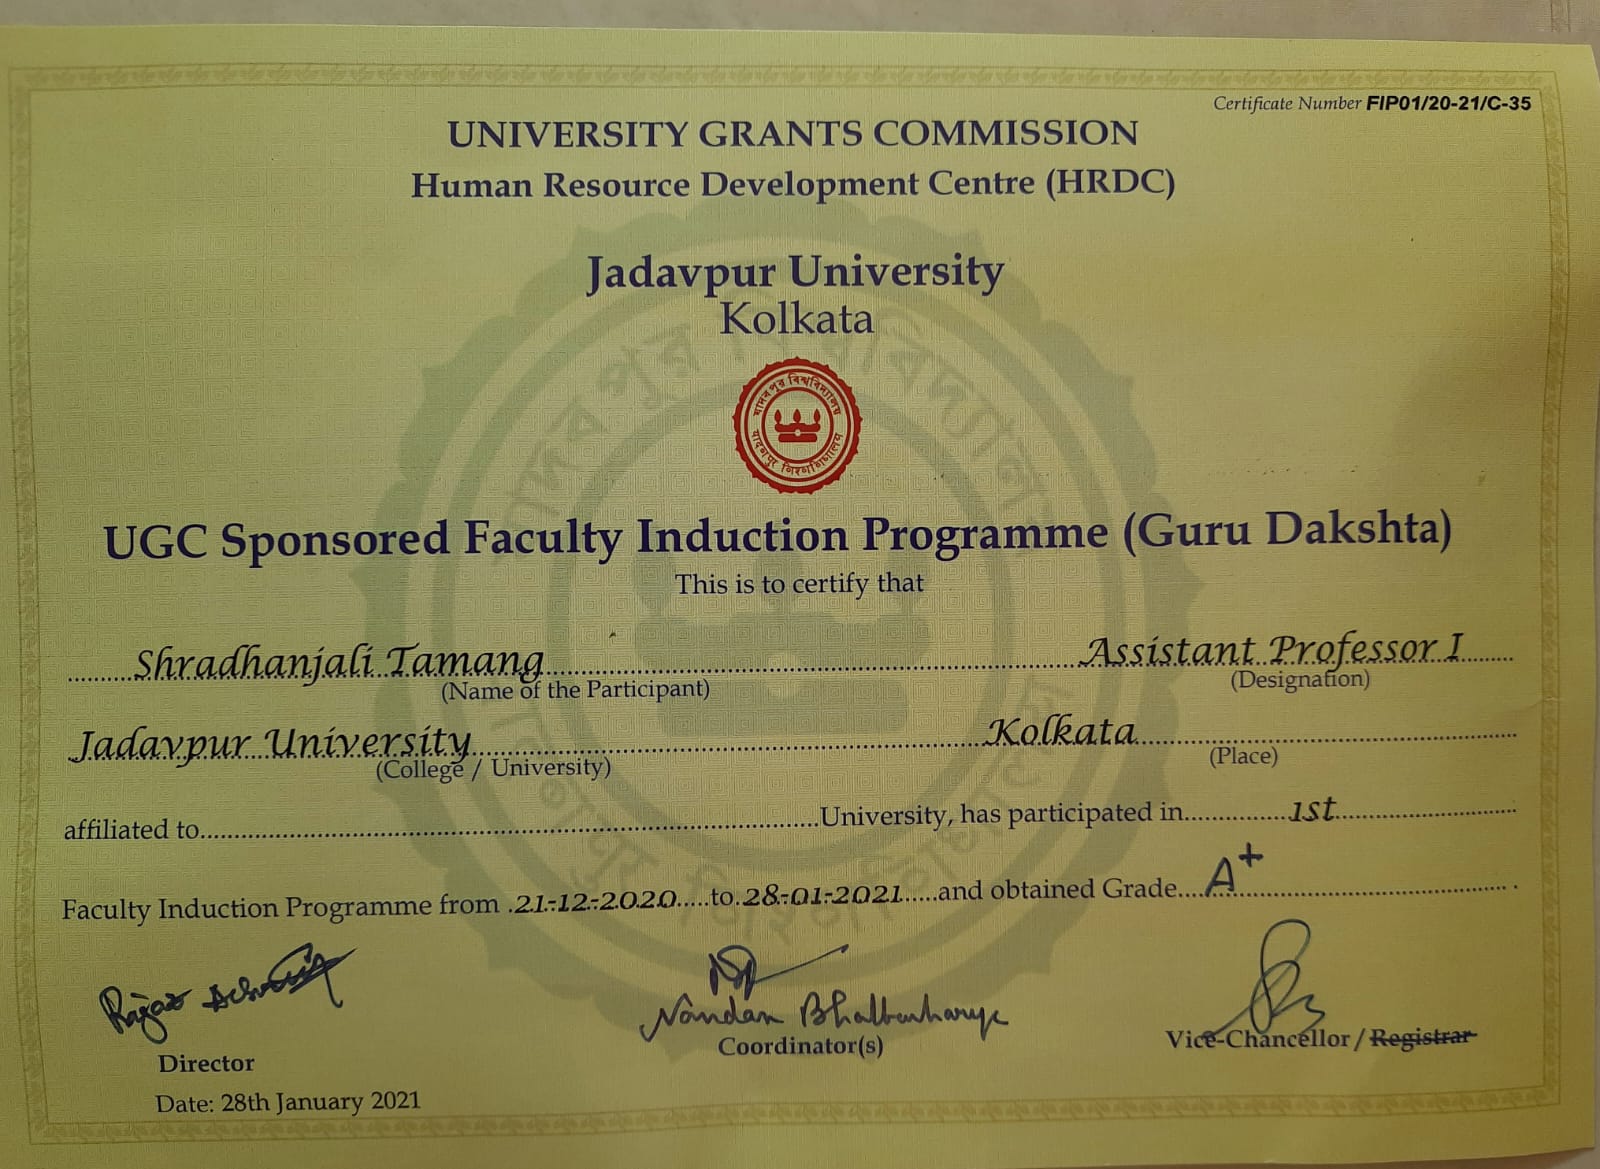 Certificate Number FIP01/20-21/C-35
UNIVERSITY GRANTS COMMISSION
Human Resource Development Centre (HRDC)
Jadavpur University
Kolkata
যাদবপুর বিশ্ববিদ্যালয়
UGC Sponsored Faculty Induction Programme (Guru Dakshta)
This is to certify that
Shradhanjali Tamang Assistant Professor I
(Name of the Participant) (Designation)
Jadavpur University Kolkata
(College / University) (Place)
affiliated to University, has participated in 1st
Faculty Induction Programme from 21-12-2020 to 28-01-2021 and obtained Grade A+ .
Nandan Bhattacharya
Director Coordinator(s) Vice-Chancellor / Registrar
Date: 28th January 2021